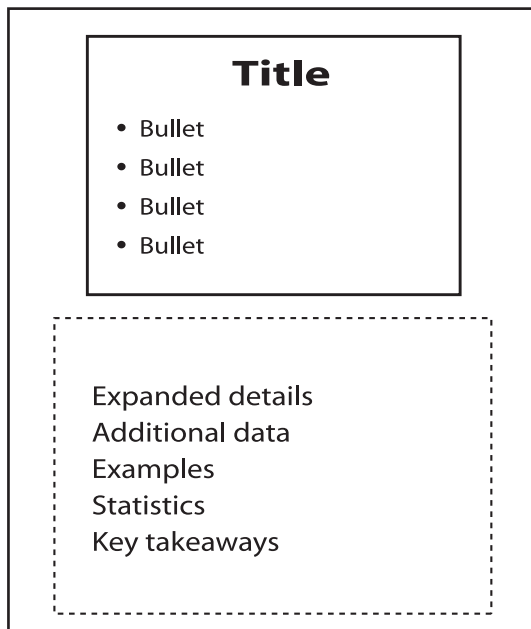 Title
• Bullet
• Bullet
• Bullet
• Bullet
Expanded details
Additional data
Examples
Statistics
Key takeaways